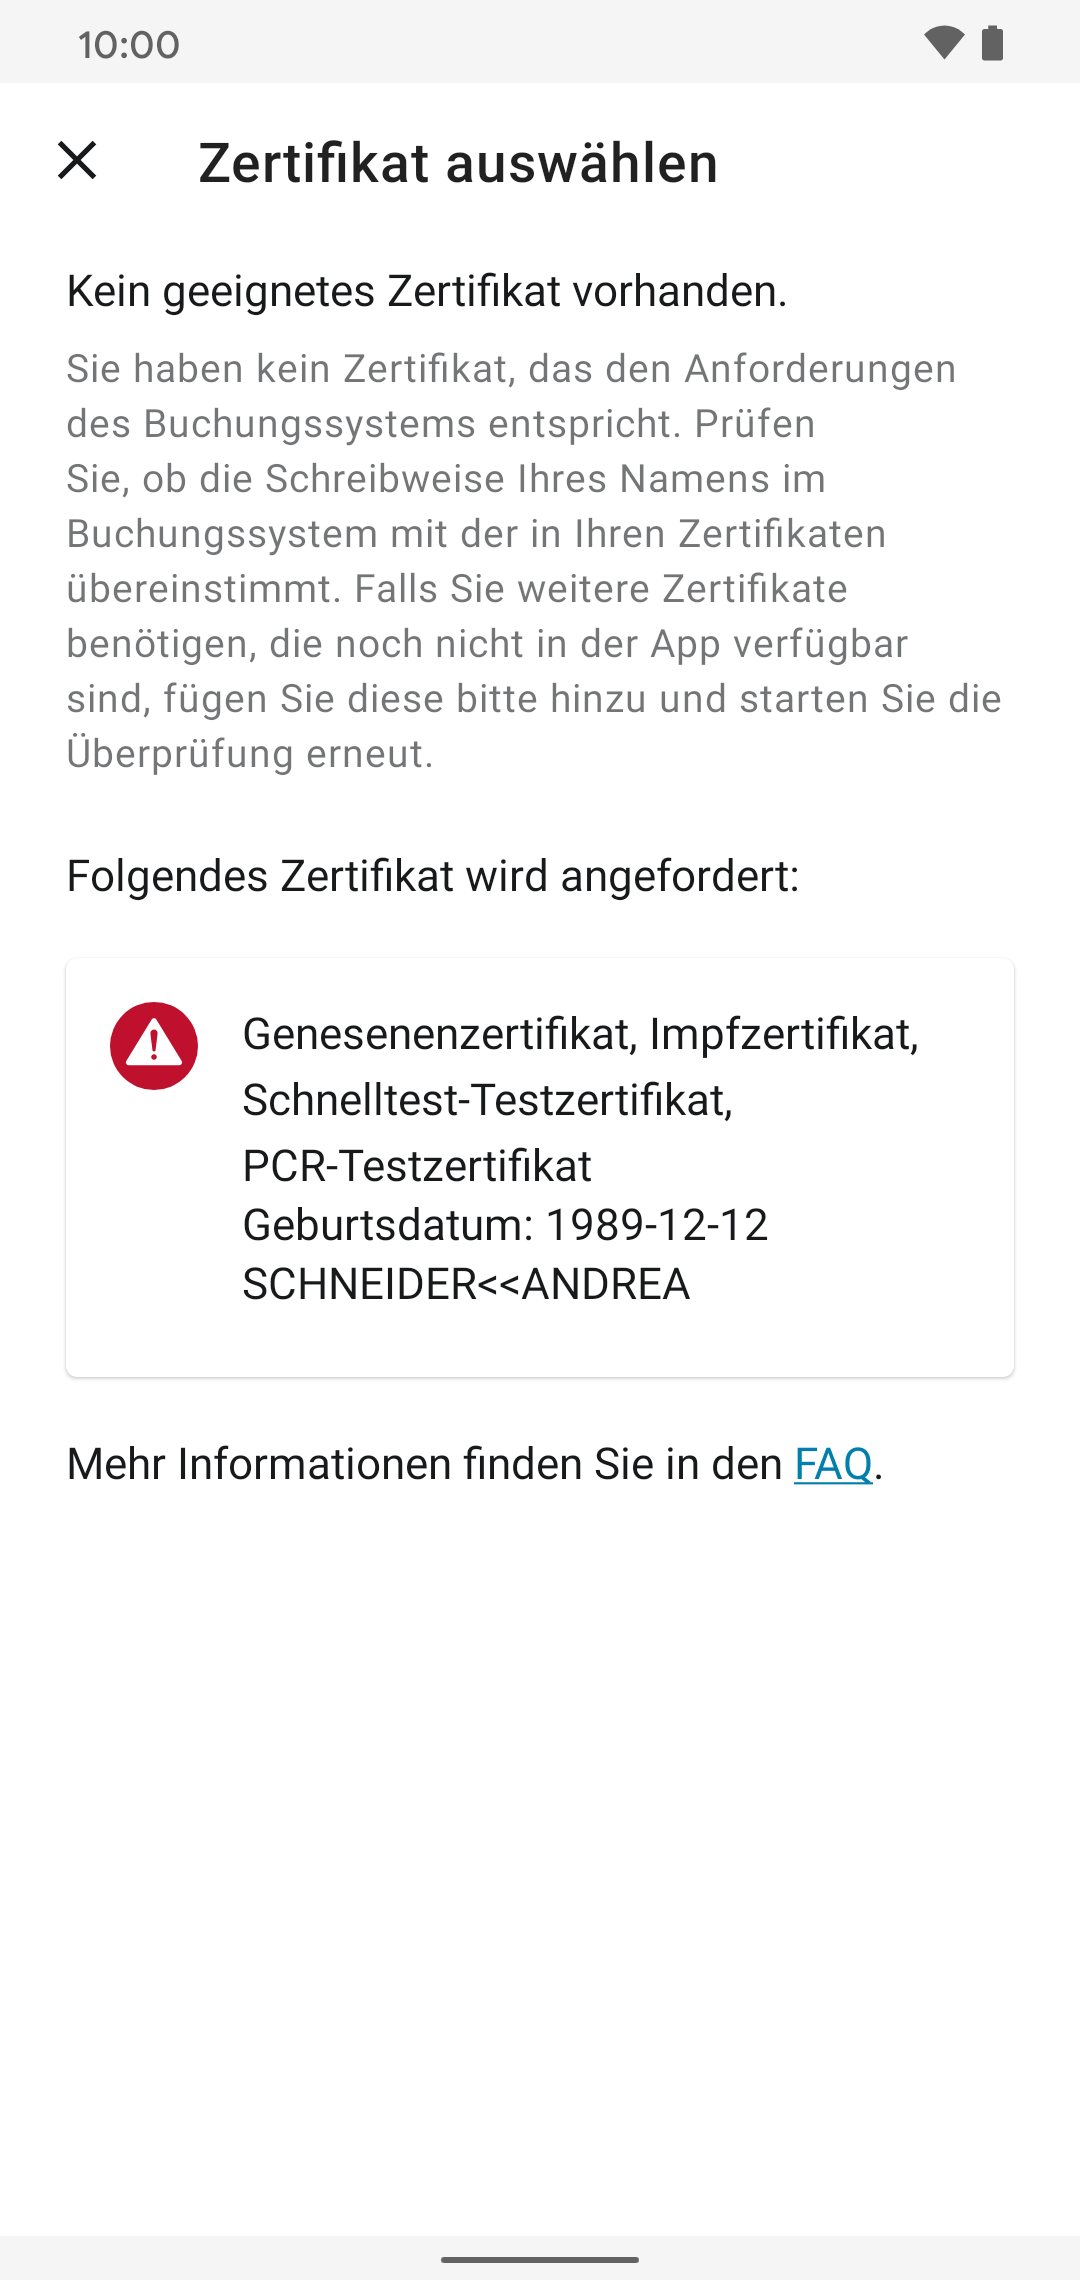 10:00
Zertifikat auswählen
Kein geeignetes Zertifikat vorhanden.
Sie haben kein Zertifikat, das den Anforderungen
des Buchungssystems entspricht. Prüfen
Sie, ob die Schreibweise Ihres Namens im
Buchungssystem mit der in Ihren Zertifikaten
übereinstimmt. Falls Sie weitere Zertifikate
benötigen, die noch nicht in der App verfügbar
sind, fügen Sie diese bitte hinzu und starten Sie die
Überprüfung erneut.
Folgendes Zertifikat wird angefordert:
Genesenenzertifikat, Impfzertifikat,
Schnelltest-Testzertifikat,
PCR-Testzertifikat
Geburtsdatum: 1989-12-12
SCHNEIDER<<ANDREA
Mehr Informationen finden Sie in den FAQ.